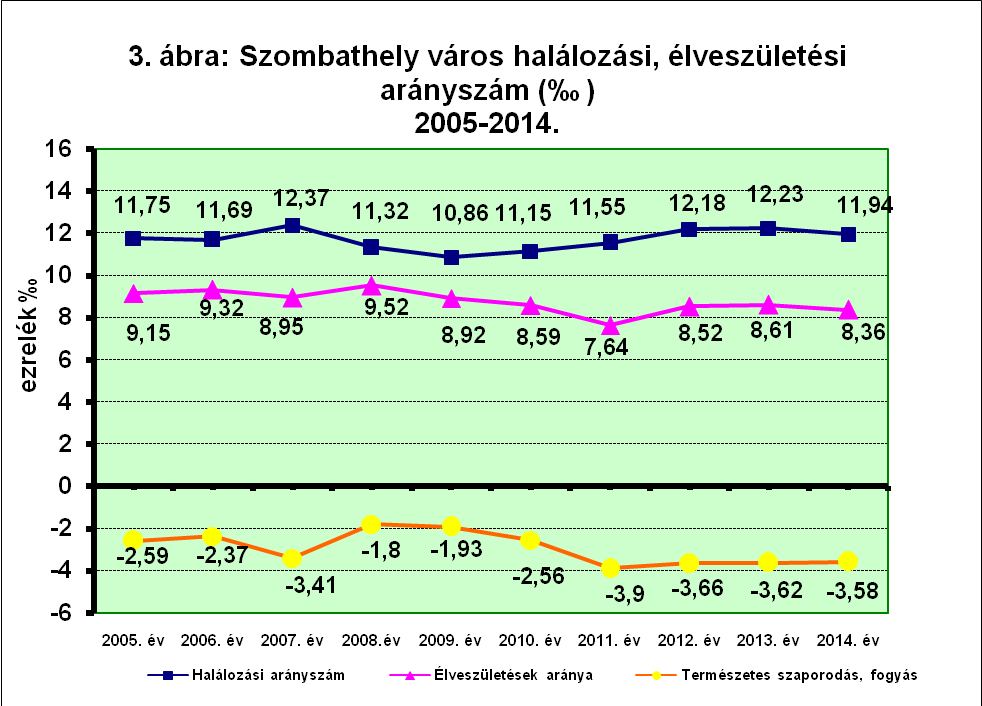 3. ábra: Szombathely város halálozási, élveszületési
arányszám (‰ )
2005-2014.
ezrelék ‰
16
14
12
10
8
6
4
2
0
-2
-4
-6
11,75
11,69
12,37
11,32
10,86
11,15
11,55
12,18
12,23
11,94
9,15
9,32
8,95
9,52
8,92
8,59
7,64
8,52
8,61
8,36
-2,59
-2,37
-3,41
-1,8
-1,93
-2,56
-3,9
-3,66
-3,62
-3,58
2005. év
2006. év
2007. év
2008.év
2009. év
2010. év
2011. év
2012. év
2013. év
2014. év
Halálozási arányszám
Élveszületések aránya
Természetes szaporodás, fogyás